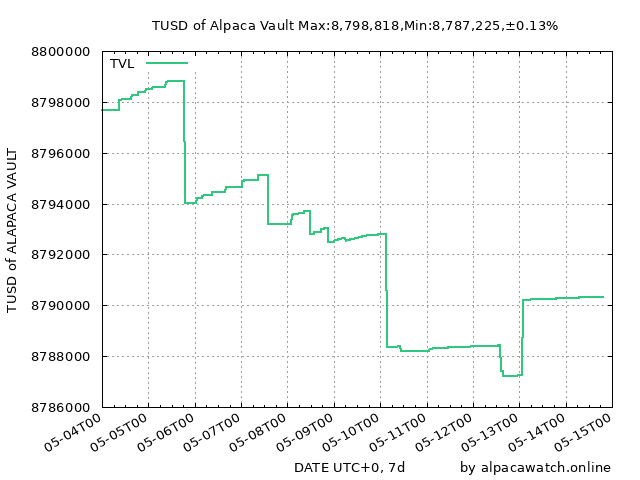 TUSD of Alpaca Vault Max:8,798,818,Min:8,787,225,±0.13%
TVL
TUSD of ALAPACA VAULT
8800000
8798000
8796000
8794000
8792000
8790000
8788000
8786000
05-04T00
05-05T00
05-06T00
05-07T00
05-08T00
05-09T00
05-10T00
05-11T00
05-12T00
05-13T00
05-14T00
05-15T00
DATE UTC+0, 7d
by alpacawatch.online